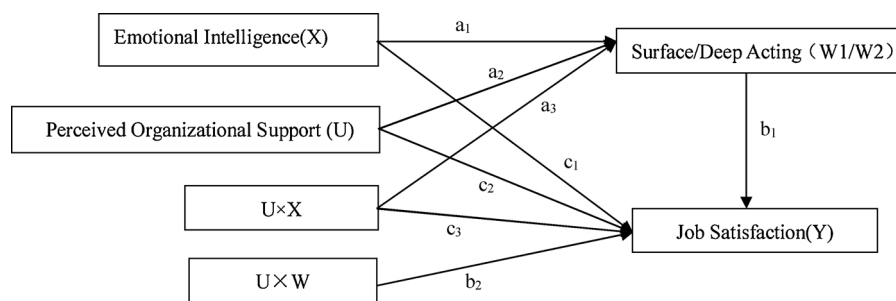 Emotional Intelligence(X)
a1
Surface/Deep Acting（W1/W2）
a2
a3
Perceived Organizational Support (U)
b1
c1
c2
U×X
c3
Job Satisfaction(Y)
U×W
b2